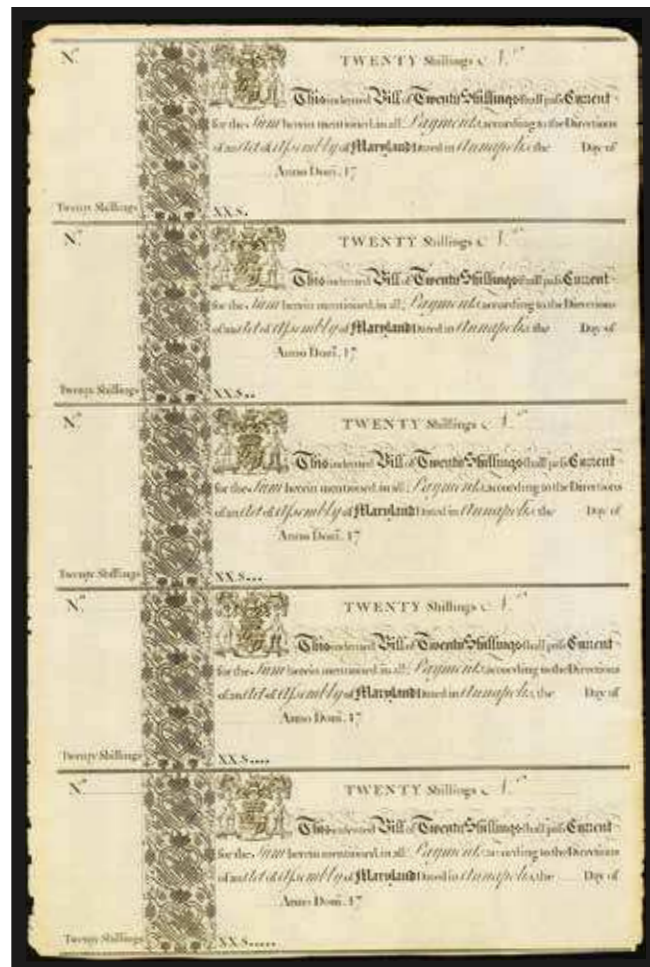 Nº
TWENTY Shillings Nº
This indented Bill of Twenty Shillings shall pass Current
for the Sum herein mentioned, in all Payments, according to the Directions
of an Act of Assembly of Maryland Dated in Annapolis, the Day of
Anno Domi. 17
Twenty Shillings XX.S.
Nº
TWENTY Shillings Nº
This indented Bill of Twenty Shillings shall pass Current
for the Sum herein mentioned, in all Payments, according to the Directions
of an Act of Assembly of Maryland Dated in Annapolis, the Day of
Anno Domi. 17
Twenty Shillings XX.S..
Nº
TWENTY Shillings Nº
This indented Bill of Twenty Shillings shall pass Current
for the Sum herein mentioned, in all Payments, according to the Directions
of an Act of Assembly of Maryland Dated in Annapolis, the Day of
Anno Domi. 17
Twenty Shillings XX.S...
Nº
TWENTY Shillings Nº
This indented Bill of Twenty Shillings shall pass Current
for the Sum herein mentioned, in all Payments, according to the Directions
of an Act of Assembly of Maryland Dated in Annapolis, the Day of
Anno Domi. 17
Twenty Shillings XX.S....
Nº
TWENTY Shillings Nº
This indented Bill of Twenty Shillings shall pass Current
for the Sum herein mentioned, in all Payments, according to the Directions
of an Act of Assembly of Maryland Dated in Annapolis, the Day of
Anno Domi. 17
Twenty Shillings XX.S.....